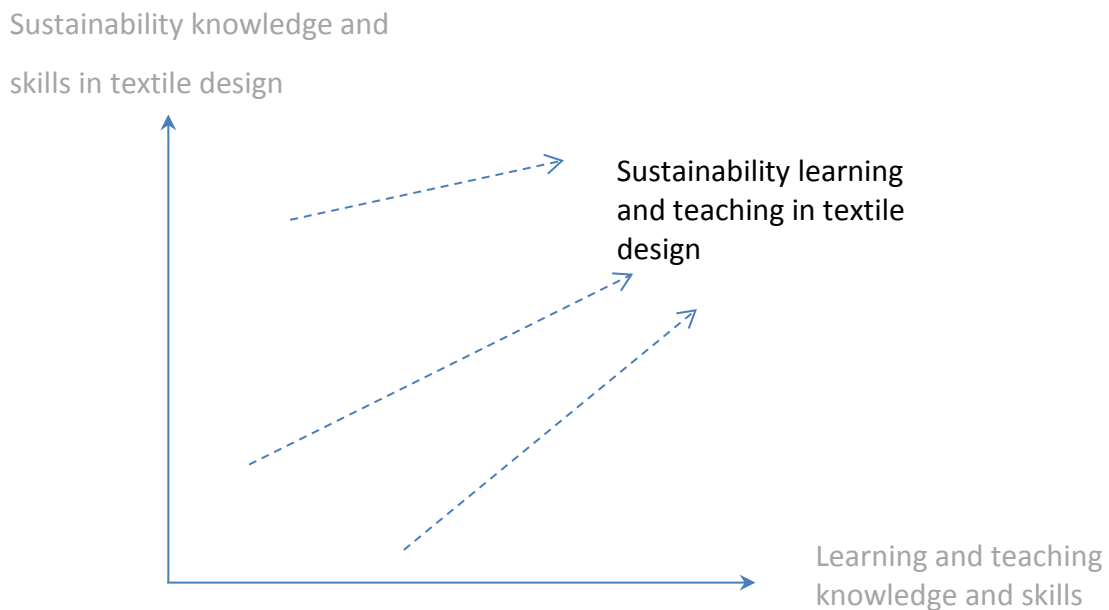 Sustainability knowledge and
skills in textile design
Sustainability learning
and teaching in textile
design
Learning and teaching
knowledge and skills